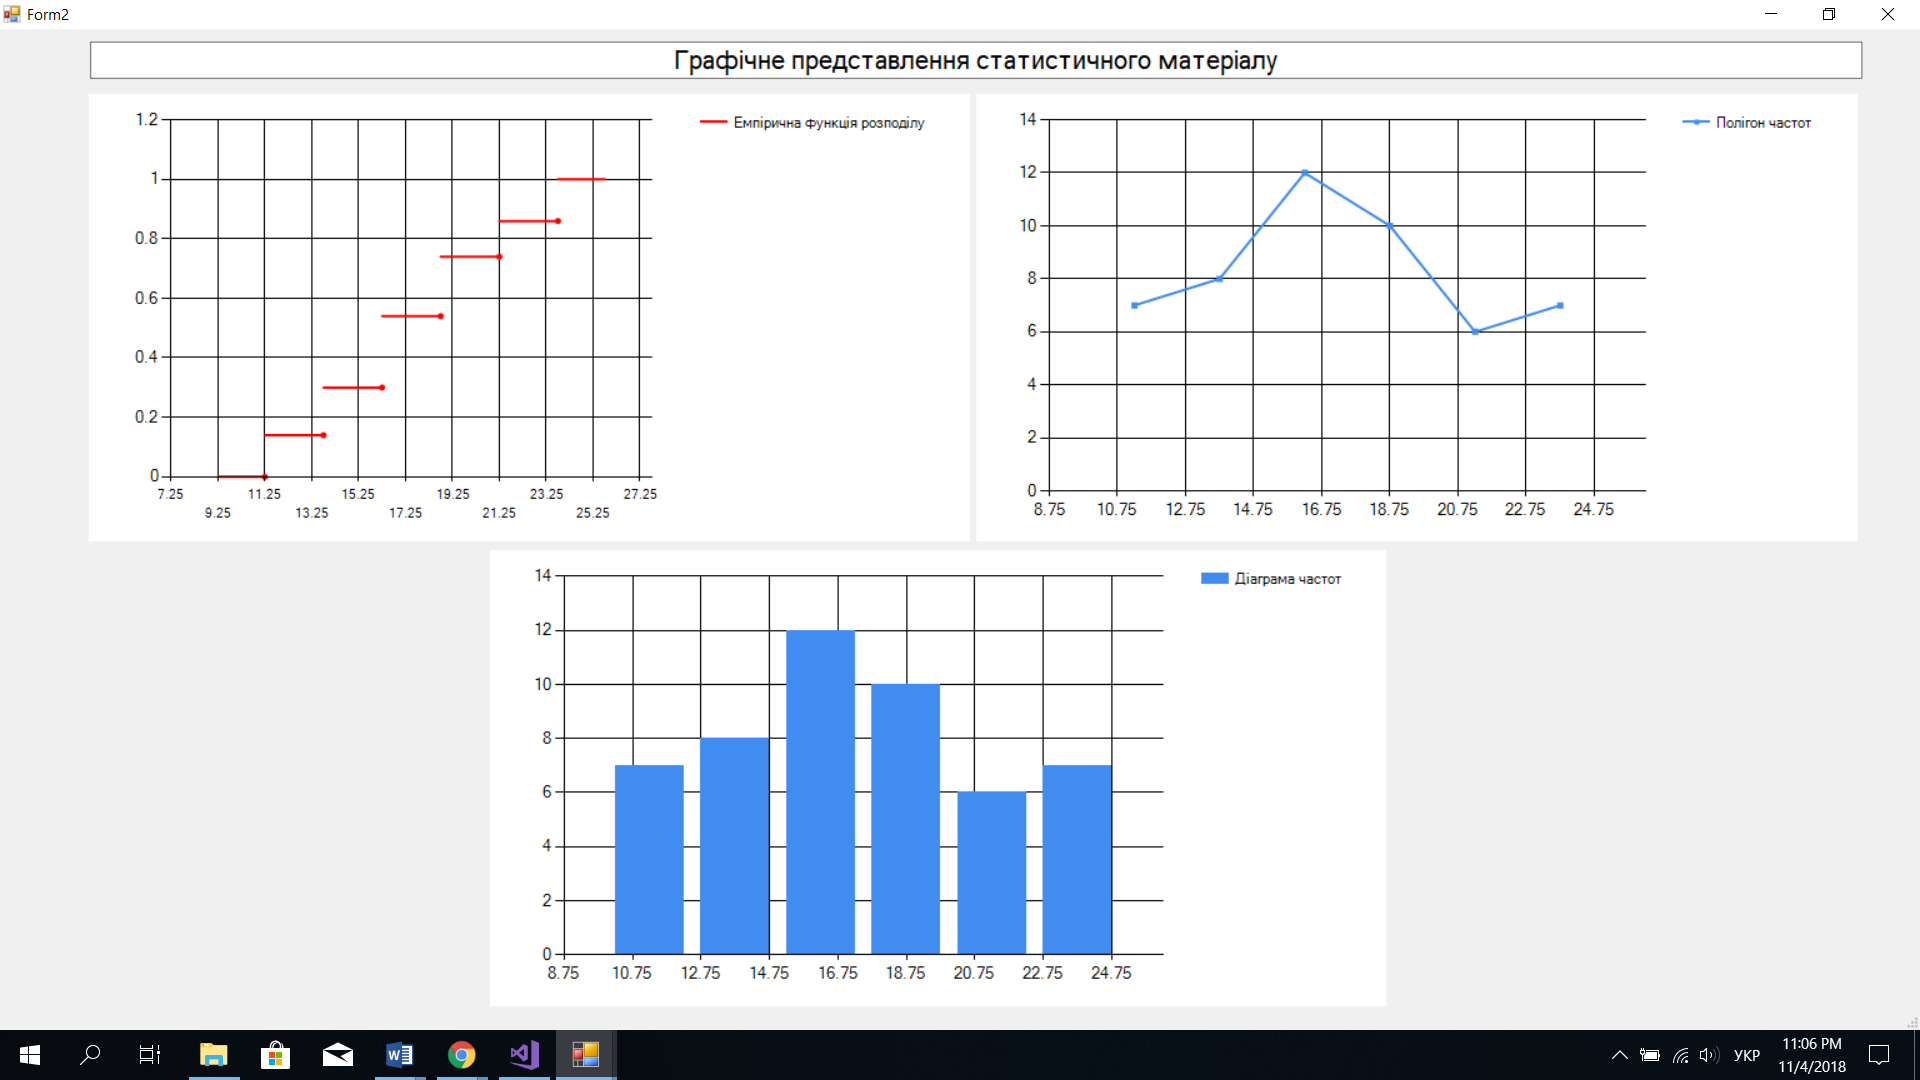 Form2
Графічне представлення статистичного матеріалу
1.2
1
0.8
0.6
0.4
0.2
0
7.25 11.25 15.25 19.25 23.25 27.25
9.25 13.25 17.25 21.25 25.25
Емпірична функція розподілу
14
12
10
8
6
4
2
0
8.75 10.75 12.75 14.75 16.75 18.75 20.75 22.75 24.75
Полігон частот
14
12
10
8
6
4
2
0
8.75 10.75 12.75 14.75 16.75 18.75 20.75 22.75 24.75
Діаграма частот
УКР
11:06 PM
11/4/2018